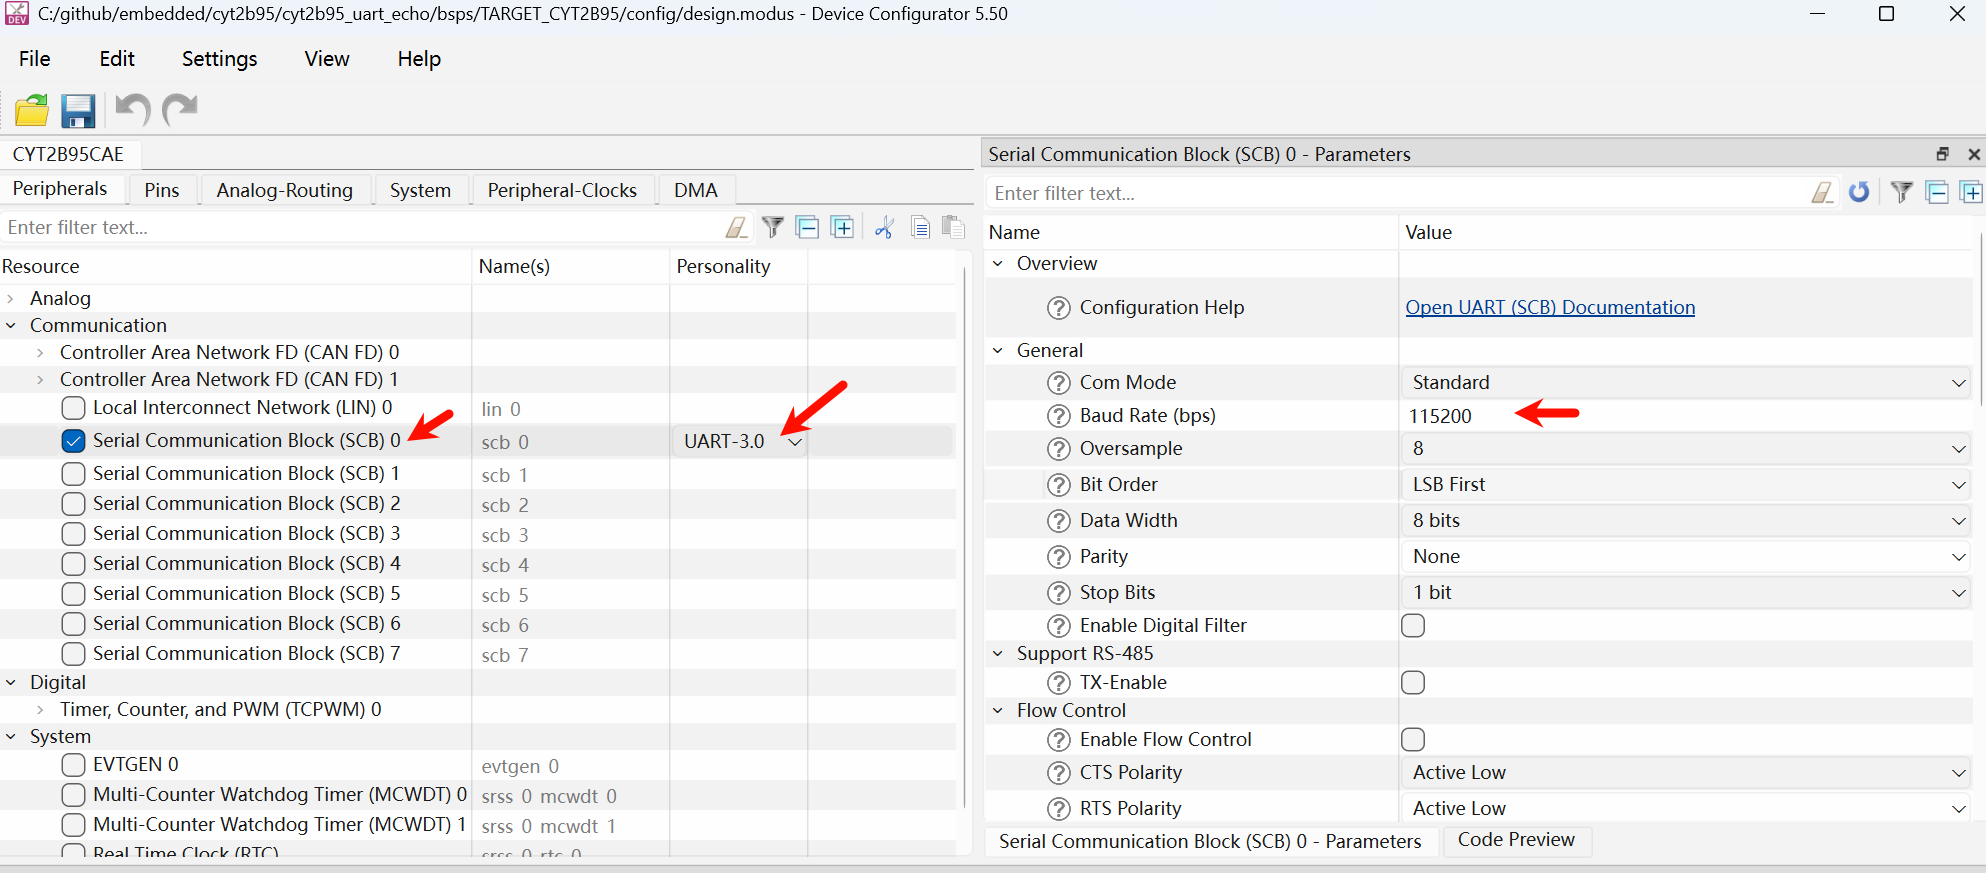 C:/github/embedded/cyt2b95/cyt2b95_uart_echo/bsps/TARGET_CYT2B95/config/design.modus - Device Configurator 5.50
File Edit Settings View Help
CYT2B95CAE
Peripherals Pins Analog-Routing System Peripheral-Clocks DMA
Enter filter text...
Resource Name(s) Personality
Analog
Communication
Controller Area Network FD (CAN FD) 0
Controller Area Network FD (CAN FD) 1
Local Interconnect Network (LIN) 0 lin 0
Serial Communication Block (SCB) 0 scb 0 UART-3.0
Serial Communication Block (SCB) 1 scb 1
Serial Communication Block (SCB) 2 scb 2
Serial Communication Block (SCB) 3 scb 3
Serial Communication Block (SCB) 4 scb 4
Serial Communication Block (SCB) 5 scb 5
Serial Communication Block (SCB) 6 scb 6
Serial Communication Block (SCB) 7 scb 7
Digital
Timer, Counter, and PWM (TCPWM) 0
System
EVTGEN 0 evtgen 0
Multi-Counter Watchdog Timer (MCWDT) 0 srss 0 mcwdt 0
Multi-Counter Watchdog Timer (MCWDT) 1 srss 0 mcwdt 1
Real Time Clock (RTC) srss 0 rtc 0
Serial Communication Block (SCB) 0 - Parameters
Enter filter text...
Name Value
Overview
Configuration Help Open UART (SCB) Documentation
General
Com Mode Standard
Baud Rate (bps) 115200
Oversample 8
Bit Order LSB First
Data Width 8 bits
Parity None
Stop Bits 1 bit
Enable Digital Filter
Support RS-485
TX-Enable
Flow Control
Enable Flow Control
CTS Polarity Active Low
RTS Polarity Active Low
Serial Communication Block (SCB) 0 - Parameters Code Preview